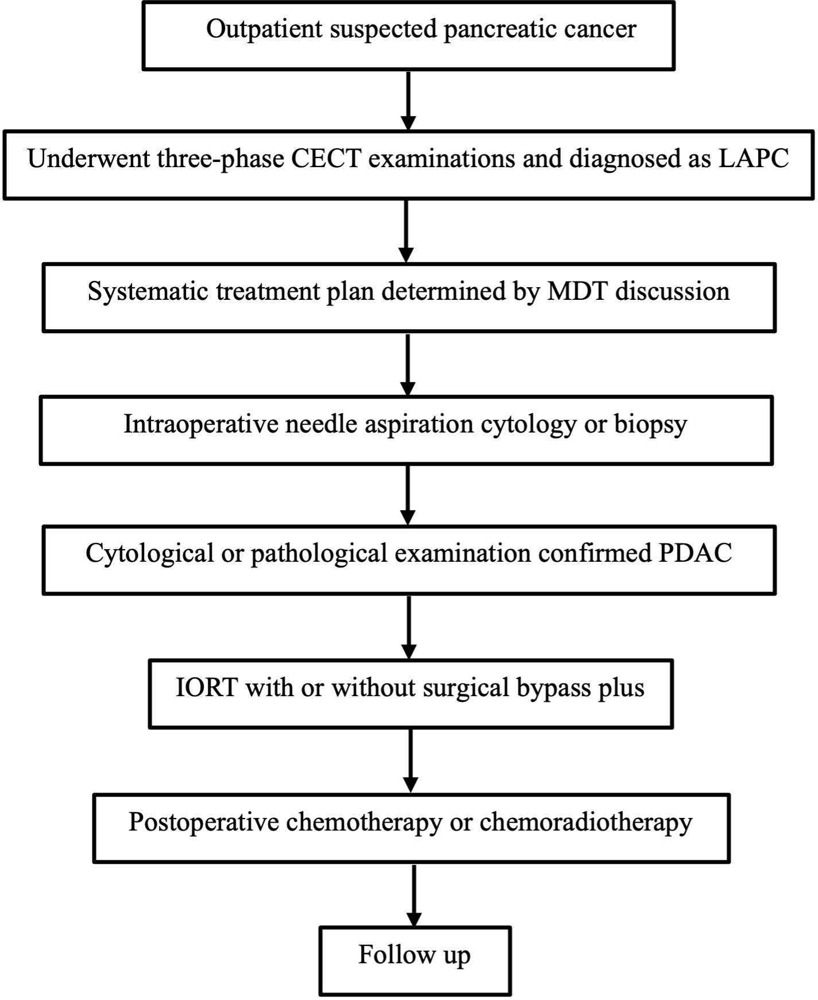 Outpatient suspected pancreatic cancer
Underwent three-phase CECT examinations and diagnosed as LAPC
Systematic treatment plan determined by MDT discussion
Intraoperative needle aspiration cytology or biopsy
Cytological or pathological examination confirmed PDAC
IORT with or without surgical bypass plus
Postoperative chemotherapy or chemoradiotherapy
Follow up